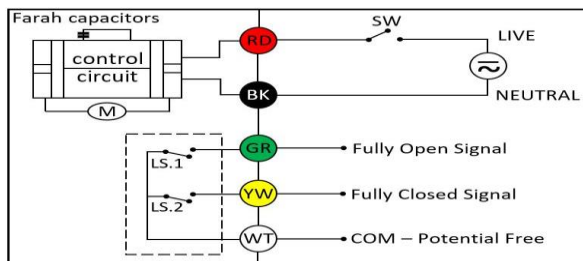 Farah capacitors
control
circuit
M
RD
SW
LIVE
BK
NEUTRAL
LS.1
GR
Fully Open Signal
LS.2
YW
Fully Closed Signal
WT
COM – Potential Free